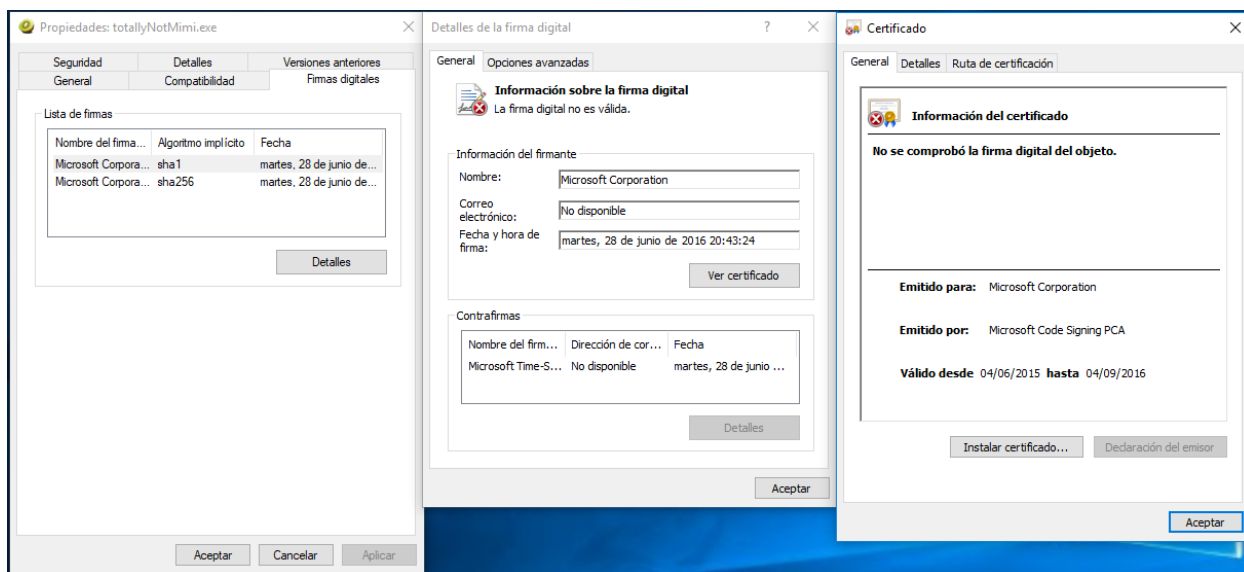 Propiedades: totallyNotMimi.exe
Seguridad
Detalles
Versiones anteriores
General
Compatibilidad
Firmas digitales
Lista de firmas
Nombre del firma...
Algoritmo implícito
Fecha
Microsoft Corpora...
sha1
martes, 28 de junio de...
Microsoft Corpora...
sha256
martes, 28 de junio de...
Detalles
Aceptar
Cancelar
Aplicar
Detalles de la firma digital
?
General
Opciones avanzadas
Información sobre la firma digital
La firma digital no es válida.
Información del firmante
Nombre:
Microsoft Corporation
Correo
electrónico:
No disponible
Fecha y hora de
firma:
martes, 28 de junio de 2016 20:43:24
Ver certificado
Contrafirmas
Nombre del firm...
Dirección de cor...
Fecha
Microsoft Time-S...
No disponible
martes, 28 de junio ...
Detalles
Aceptar
Certificado
General
Detalles
Ruta de certificación
Información del certificado
No se comprobó la firma digital del objeto.
Emitido para: Microsoft Corporation
Emitido por: Microsoft Code Signing PCA
Válido desde 04/06/2015 hasta 04/09/2016
Instalar certificado...
Declaración del emisor
Aceptar